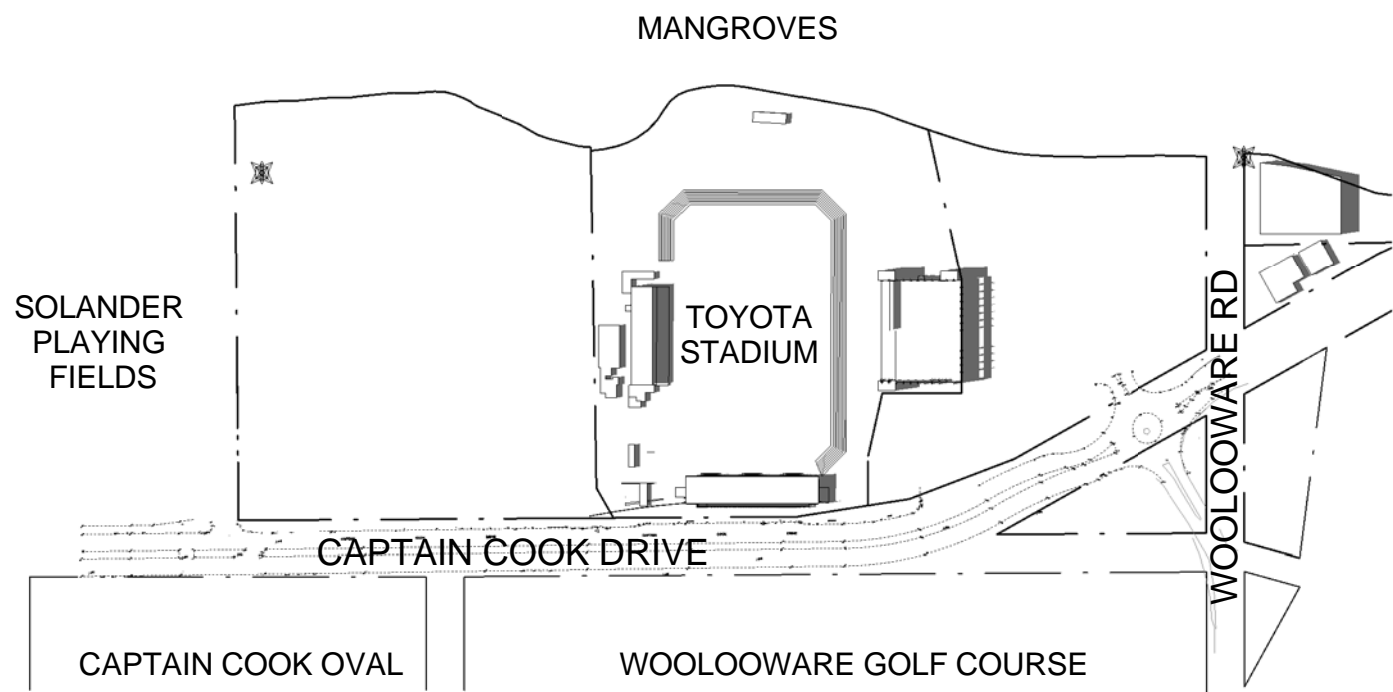 MANGROVES
SOLANDER
PLAYING
FIELDS
TOYOTA
STADIUM
WOOLOOWARE RD
CAPTAIN COOK DRIVE
CAPTAIN COOK OVAL
WOOLOOWARE GOLF COURSE